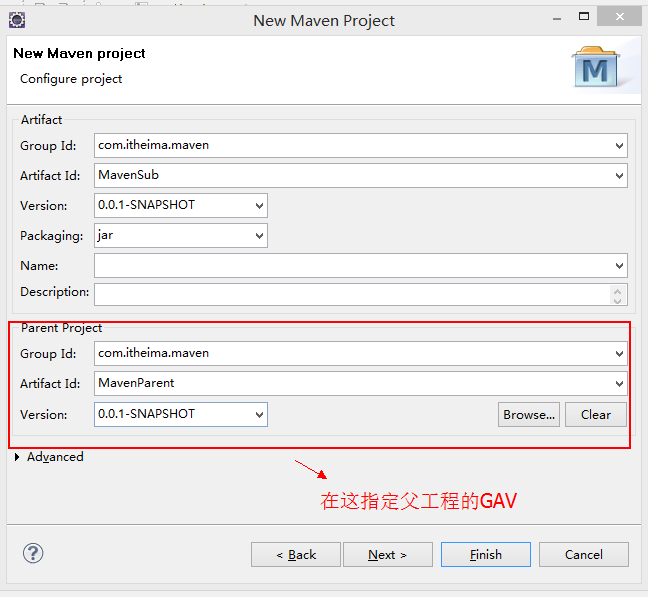 New Maven Project
New Maven project
Configure project
M
Artifact
Group Id: com.itheima.maven
Artifact Id: MavenSub
Version: 0.0.1-SNAPSHOT
Packaging: jar
Name:
Description:
Parent Project
Group Id: com.itheima.maven
Artifact Id: MavenParent
Version: 0.0.1-SNAPSHOT Browse... Clear
Advanced
在这指定父工程的GAV
? < Back Next > Finish Cancel